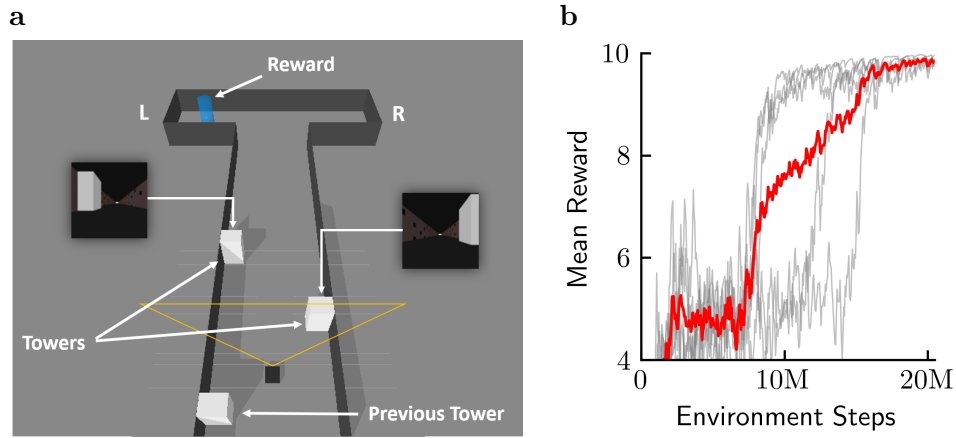 a
Reward
L
R
Towers
Previous Tower
b
Mean Reward
10
8
6
4
0
10M
20M
Environment Steps